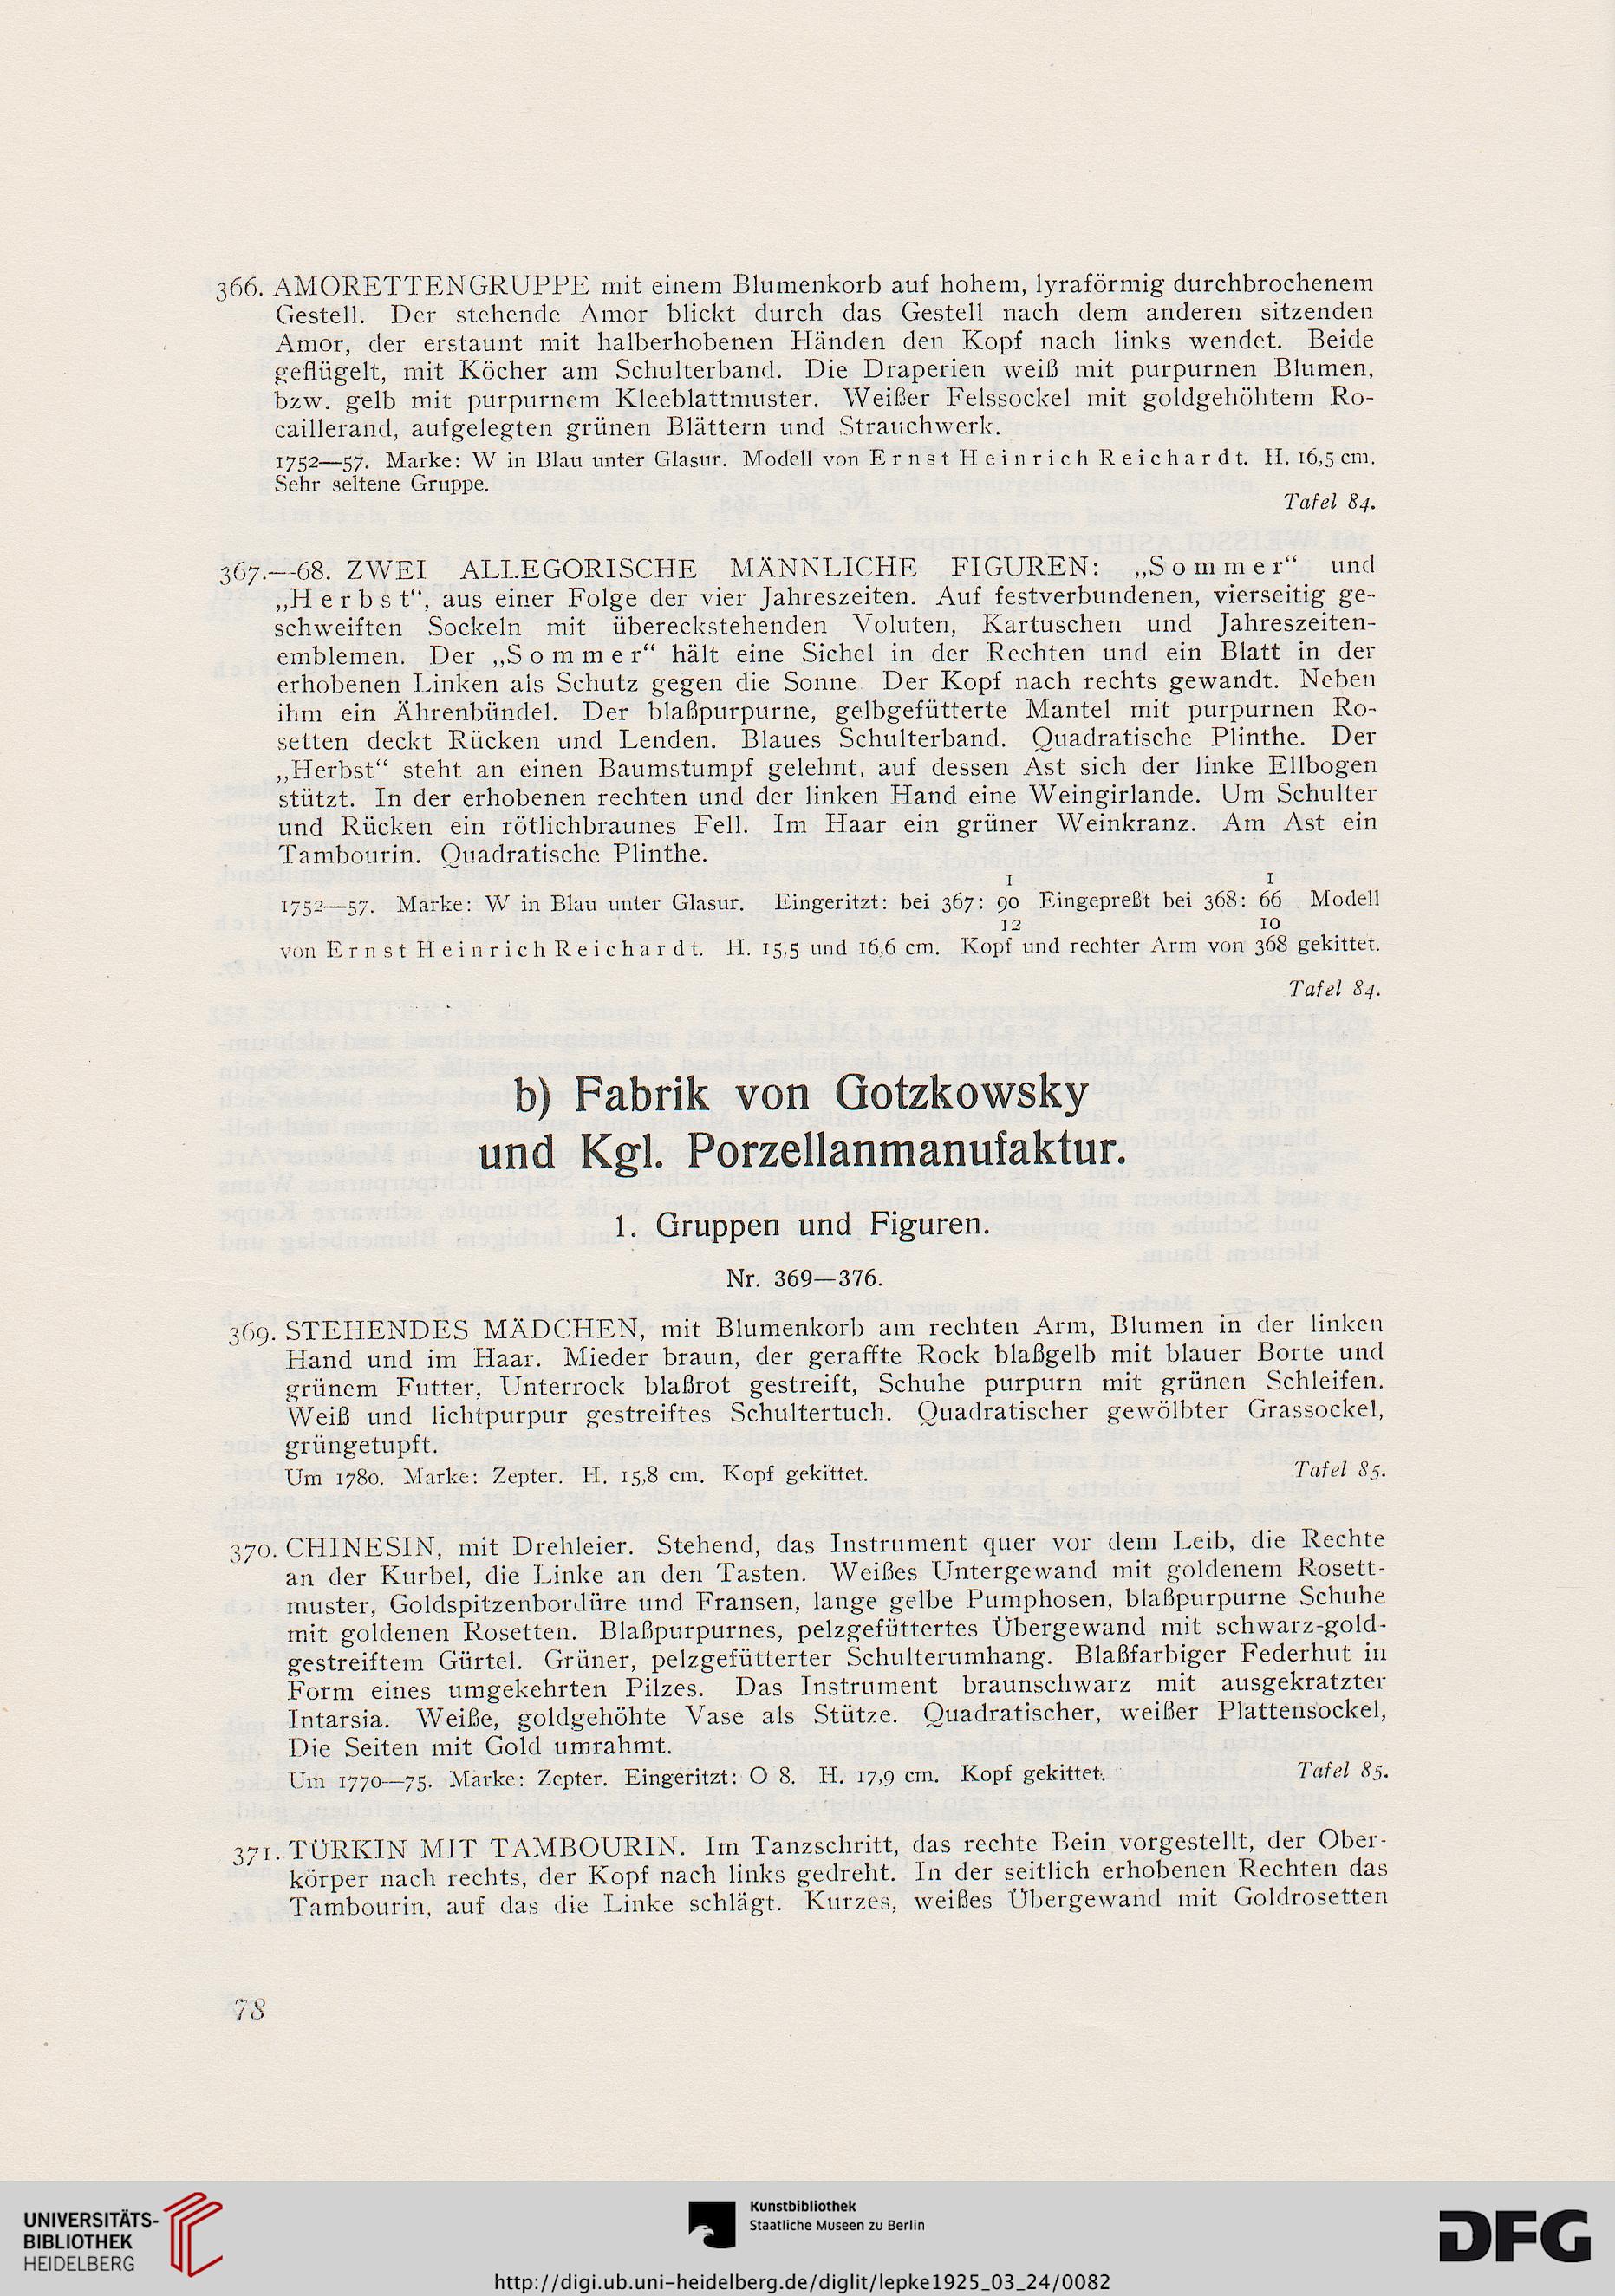 366. AMORETTENGRUPPE mit einem Blumenkorb auf hohem, lyraförmig durchbrochenem
Gestell. Der stehende Amor blickt durch das Gestell nach dem anderen sitzenden
Amor, der erstaunt mit halberhobenen Händen den Kopf nach links wendet. Beide
geflügelt, mit Köcher am Schulterband. Die Draperien weiß mit purpurnen Blumen,
bzw. gelb mit purpurnem Kleeblattmuster. Weißer Felssockel mit goldgehöhtem Ro-
caillerand, aufgelegten grünen Blättern und Strauchwerk.
1752—57. Marke: W in Blau unter Glasur. Modell von Ernst Heinrich Reichardt. H. 16,5 cm.
Sehr seltene Gruppe.
Tafel 84.
367.—68. ZWEI ALLEGORISCHE MÄNNLICHE FIGUREN: „Sommer“ und
„Herbst“, aus einer Folge der vier Jahreszeiten. Auf festverbundenen, vierseitig ge-
schweiften Sockeln mit übereckstehenden Voluten, Kartuschen und Jahreszeiten-
emblemen. Der „Sommer“ hält eine Sichel in der Rechten und ein Blatt in der
erhobenen Linken als Schutz gegen die Sonne Der Kopf nach rechts gewandt. Neben
ihm ein Ährenbündel. Der blaßpurpurne, gelbgefütterte Mantel mit purpurnen Ro-
setten deckt Rücken und Lenden. Blaues Schulterband. Quadratische Plinthe. Der
„Herbst“ steht an einen Baumstumpf gelehnt, auf dessen Ast sich der linke Ellbogen
stützt. In der erhobenen rechten und der linken Hand eine Weingirlande. Um Schulter
und Rücken ein rötlichbraunes Fell. Im Haar ein grüner Weinkranz. Am Ast ein
Tambourin. Quadratische Plinthe.
1 1
1752—57. Marke: W in Blau unter Glasur. Eingeritzt: bei 367: 90 Eingepreßt bei 368: 66 Modell
12 10
von Ernst Heinrich Reichardt. H. 15,5 und 16,6 cm. Kopf und rechter Arm von 368 gekittet.
Tafel 84.
b) Fabrik von Gotzkowsky
und Kgl. Porzellanmanufaktur.
1. Gruppen und Figuren.
Nr. 369—376.
369. STEHENDES MÄDCHEN, mit Blumenkorb am rechten Arm, Blumen in der linken
Hand und im Haar. Mieder braun, der geraffte Rock blaßgelb mit blauer Borte und
grünem Futter, Unterrock blaßrot gestreift, Schuhe purpurn mit grünen Schleifen.
Weiß und lichtpurpur gestreiftes Schultertuch. Quadratischer gewölbter Grassockel,
grüngetupft.
Um 1780. Marke: Zepter. H. 15,8 cm. Kopf gekittet. Tafel 85.
370. CHINESIN, mit Drehleier. Stehend, das Instrument quer vor dem Leib, die Rechte
an der Kurbel, die Linke an den Tasten. Weißes Untergewand mit goldenem Rosett-
muster, Goldspitzenbordüre und Fransen, lange gelbe Pumphosen, blaßpurpurne Schuhe
mit goldenen Rosetten. Blaßpurpurnes, pelzgefüttertes Übergewand mit schwarz-gold-
gestreiftem Gürtel. Grüner, pelzgefütterter Schulterumhang. Blaßfarbiger Federhut in
Form eines umgekehrten Pilzes. Das Instrument braunschwarz mit ausgekratzter
Intarsia. Weiße, goldgehöhte Vase als Stütze. Quadratischer, weißer Plattensockel,
Die Seiten mit Gold umrahmt.
Um 1770—75. Marke: Zepter. Eingeritzt: O 8. H. 17,9 cm. Kopf gekittet. Tafel 85.
371. TÜRKIN MIT TAMBOURIN. Im Tanzschritt, das rechte Bein vorgestellt, der Ober-
körper nach rechts, der Kopf nach links gedreht. In der seitlich erhobenen Rechten das
Tambourin, auf das die Linke schlägt. Kurzes, weißes Übergewand mit Goldrosetten
78
UNIVERSITÄTS-
BIBLIOTHEK
HEIDELBERG
Kunstbibliothek
Staatliche Museen zu Berlin
DFG
http://digi.ub.uni-heidelberg.de/diglit/lepke1925_03_24/0082